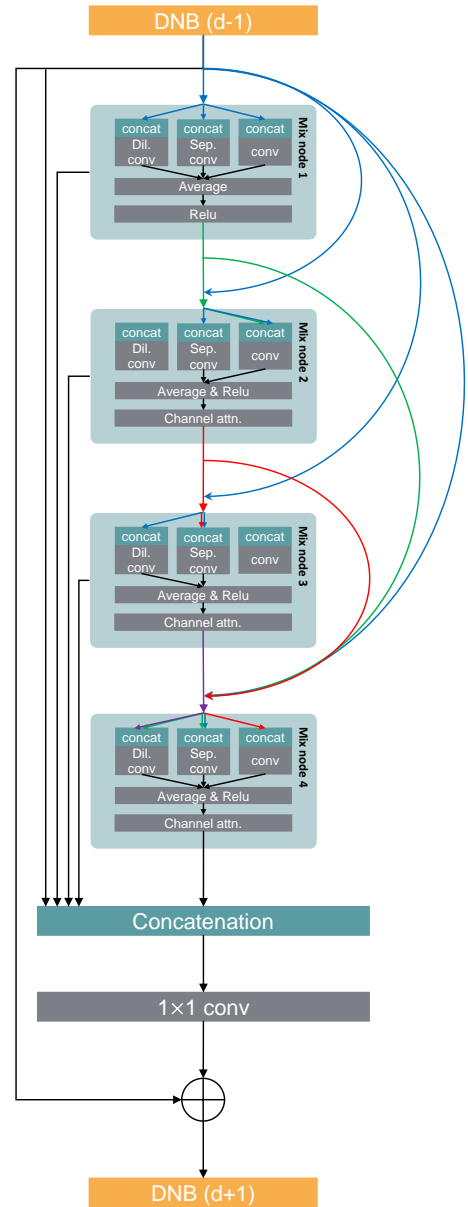 DNB (d-1)
Mix node 1
concat concat concat
Dil. conv Sep. conv conv
Average
Relu
Mix node 2
concat concat concat
Dil. conv Sep. conv conv
Average & Relu
Channel attn.
Mix node 3
concat concat concat
Dil. conv Sep. conv conv
Average & Relu
Channel attn.
Mix node 4
concat concat concat
Dil. conv Sep. conv conv
Average & Relu
Channel attn.
Concatenation
1×1 conv
DNB (d+1)